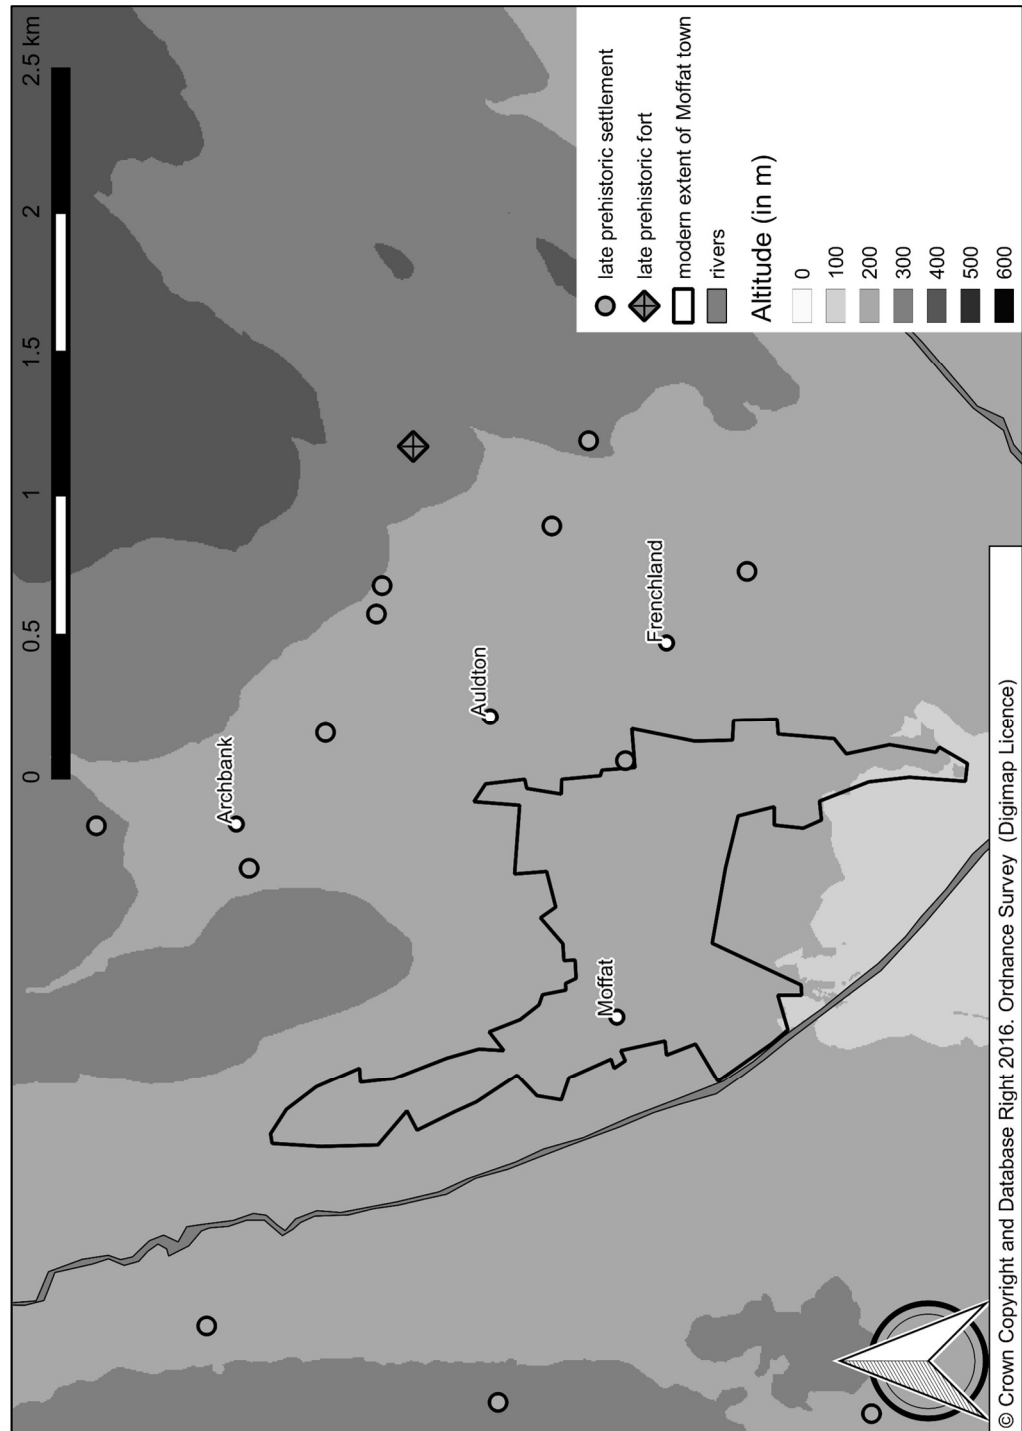 0
0.5
1
1.5
2
2.5 km
Archbank
Auldton
Frenchland
Moffat
late prehistoric settlement
late prehistoric fort
modern extent of Moffat town
rivers
Altitude (in m)
0
100
200
300
400
500
600
© Crown Copyright and Database Right 2016. Ordnance Survey (Digimap Licence)